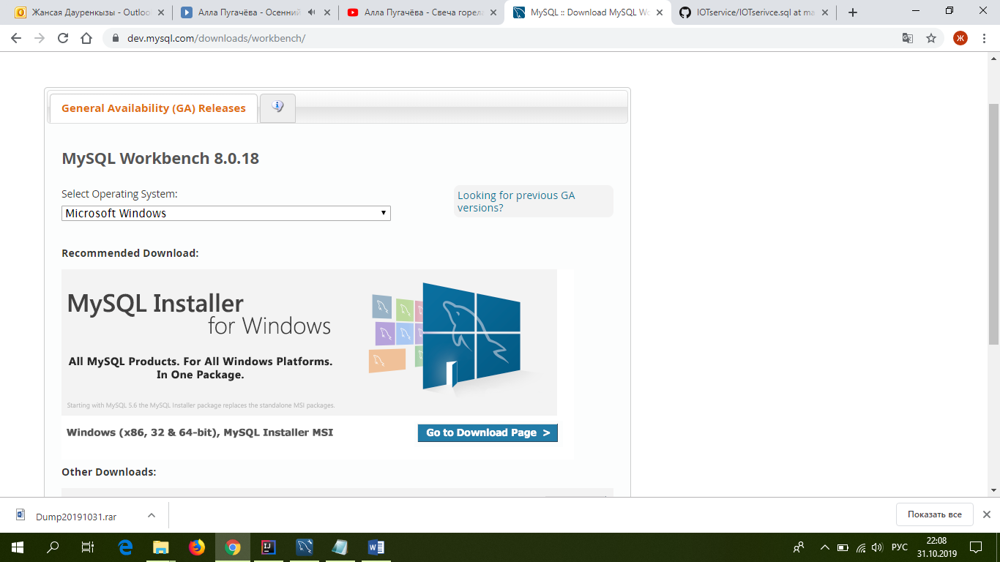 Жансая Дауренкызы - Outloo
Алла Пугачёва - Осенний
Алла Пугачёва - Свеча горела
MySQL :: Download MySQL Wo
IOTservice/IOTserivce.sql at ma
dev.mysql.com/downloads/workbench/
Ж
General Availability (GA) Releases
MySQL Workbench 8.0.18
Select Operating System:
Looking for previous GA
versions?
Microsoft Windows
Recommended Download:
MySQL Installer
for Windows
All MySQL Products. For All Windows Platforms.
In One Package.
Starting with MySQL 5.6 the MySQL Installer package replaces the standalone MSI packages.
Windows (x86, 32 & 64-bit), MySQL Installer MSI
Go to Download Page >
Other Downloads:
Dump20191031.rar
Показать все
РУС
22:08
31.10.2019